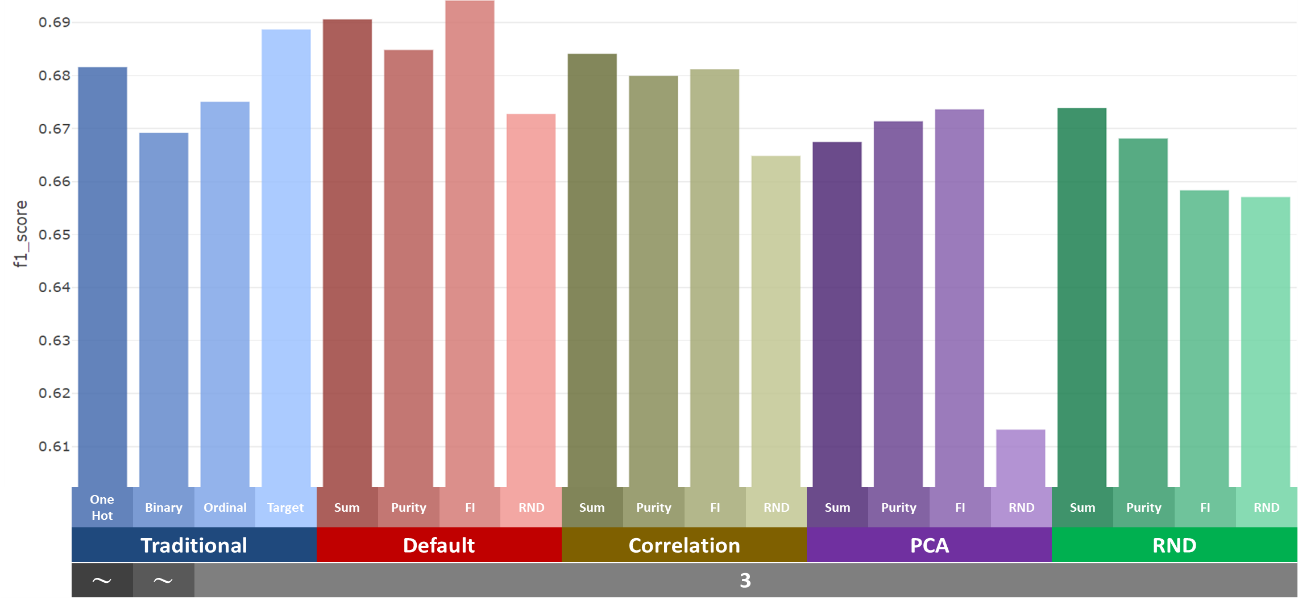 f1_score
0.69
0.68
0.67
0.66
0.65
0.64
0.63
0.62
0.61
One Hot Binary Ordinal Target Sum Purity FI RND Sum Purity FI RND Sum Purity FI RND Sum Purity FI RND
Traditional Default Correlation PCA RND
~ ~ 3